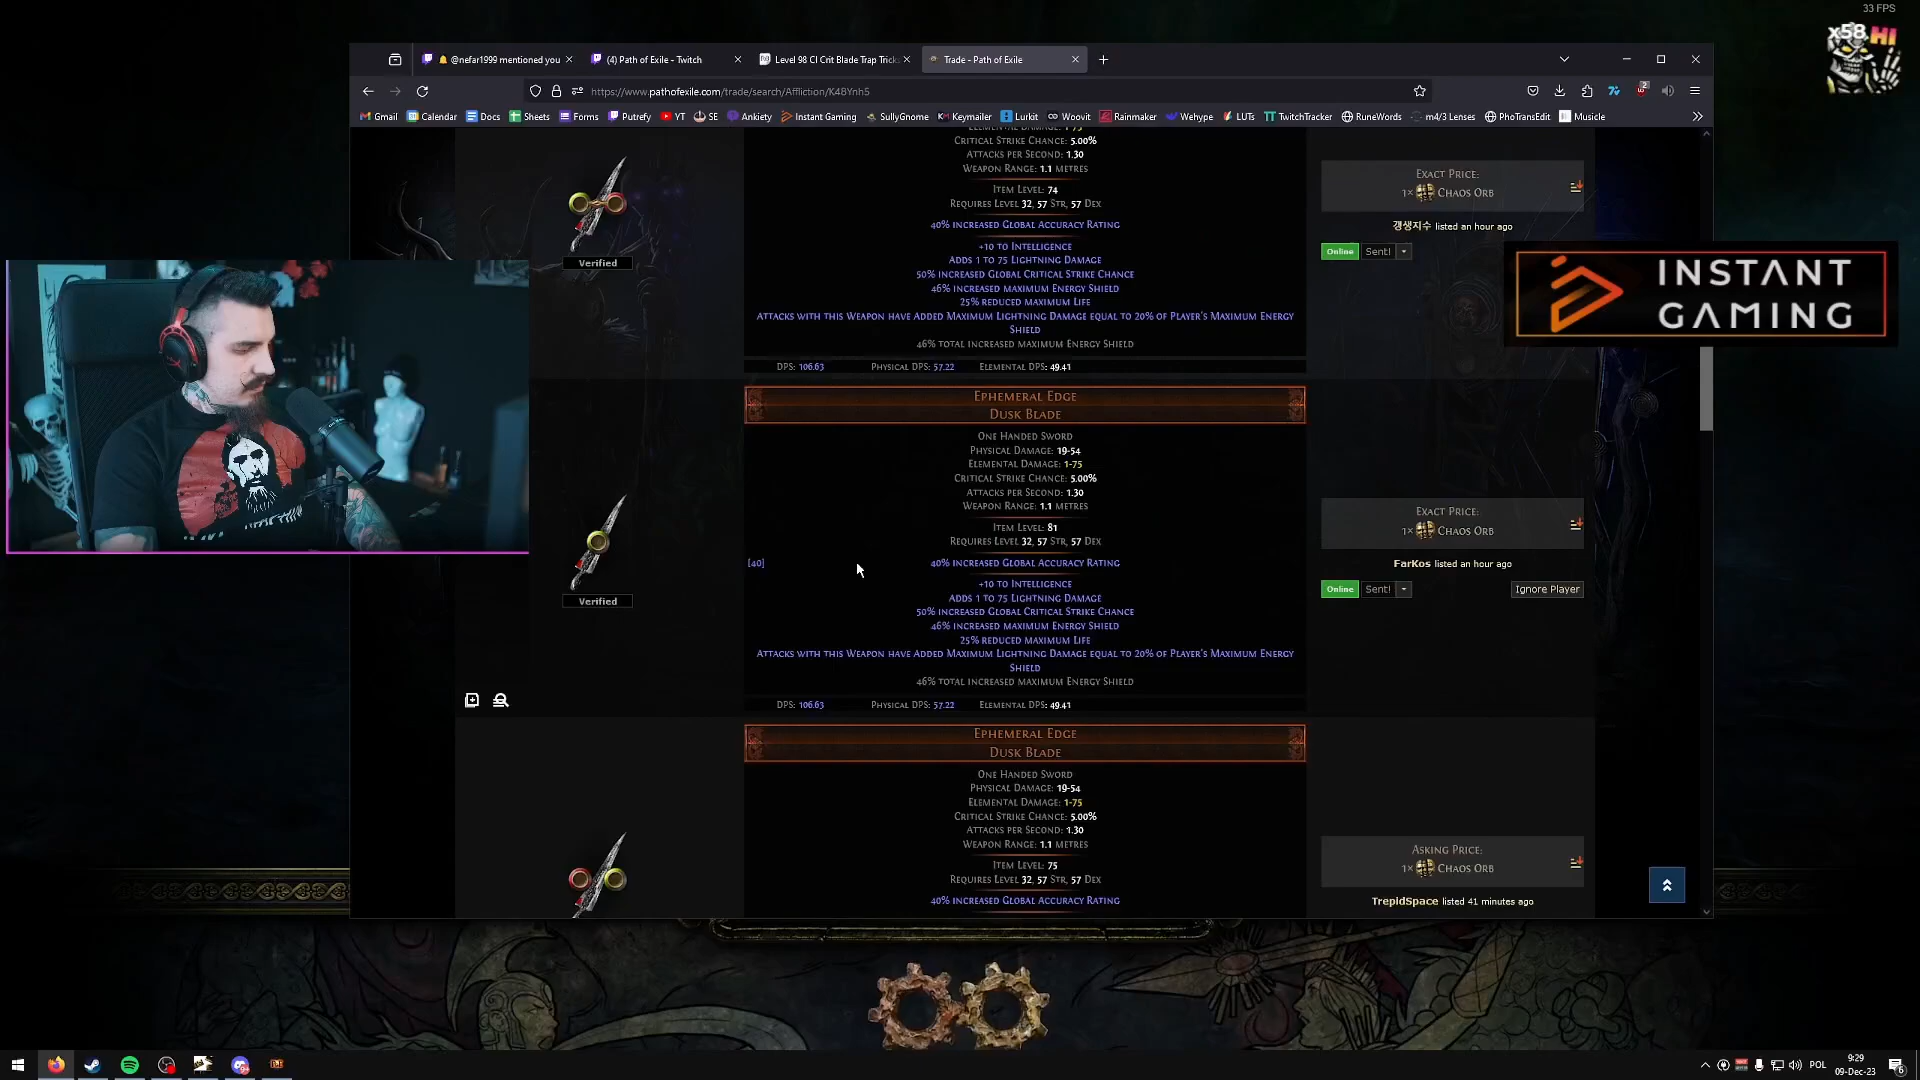 33 FPS
x58 HI
@nefar1999 mentioned you
(4) Path of Exile - Twitch
Level 98 CI Crit Blade Trap Trick
Trade - Path of Exile
https://www.pathofexile.com/trade/search/Affliction/K4BYnh5
2
Gmail
Calendar
Docs
Sheets
Forms
Putrefy
YT
SE
Ankiety
Instant Gaming
SullyGnome
Keymailer
Lurkit
Woovit
Rainmaker
Wehype
LUTs
TwitchTracker
RuneWords
m4/3 Lenses
PhoTransEdit
Musicle
Elemental Damage: 1-75
Critical Strike Chance: 5.00%
Attacks per Second: 1.30
Weapon Range: 1.1 metres
Item Level: 74
Requires Level 32, 57 Str, 57 Dex
40% increased Global Accuracy Rating
+10 to Intelligence
Adds 1 to 75 Lightning Damage
50% increased Global Critical Strike Chance
46% increased maximum Energy Shield
25% reduced maximum Life
Attacks with this Weapon have Added Maximum Lightning Damage equal to 20% of Player's Maximum Energy
Shield
46% total increased maximum Energy Shield
DPS: 106.63
Physical DPS: 57.22
Elemental DPS: 49.41
Verified
Exact Price:
1× Chaos Orb
갱생지수 listed an hour ago
Online
Sent!
INSTANT
GAMING
Ephemeral Edge
Dusk Blade
One Handed Sword
Physical Damage: 19-54
Elemental Damage: 1-75
Critical Strike Chance: 5.00%
Attacks per Second: 1.30
Weapon Range: 1.1 metres
Item Level: 81
Requires Level 32, 57 Str, 57 Dex
[40]
40% increased Global Accuracy Rating
+10 to Intelligence
Adds 1 to 75 Lightning Damage
50% increased Global Critical Strike Chance
46% increased maximum Energy Shield
25% reduced maximum Life
Attacks with this Weapon have Added Maximum Lightning Damage equal to 20% of Player's Maximum Energy
Shield
46% total increased maximum Energy Shield
DPS: 106.63
Physical DPS: 57.22
Elemental DPS: 49.41
Verified
Exact Price:
1× Chaos Orb
FarKos listed an hour ago
Online
Sent!
Ignore Player
Ephemeral Edge
Dusk Blade
One Handed Sword
Physical Damage: 19-54
Elemental Damage: 1-75
Critical Strike Chance: 5.00%
Attacks per Second: 1.30
Weapon Range: 1.1 metres
Item Level: 75
Requires Level 32, 57 Str, 57 Dex
40% increased Global Accuracy Rating
Asking Price:
1× Chaos Orb
TrepidSpace listed 41 minutes ago
POL
9:29
09-Dec-23
6